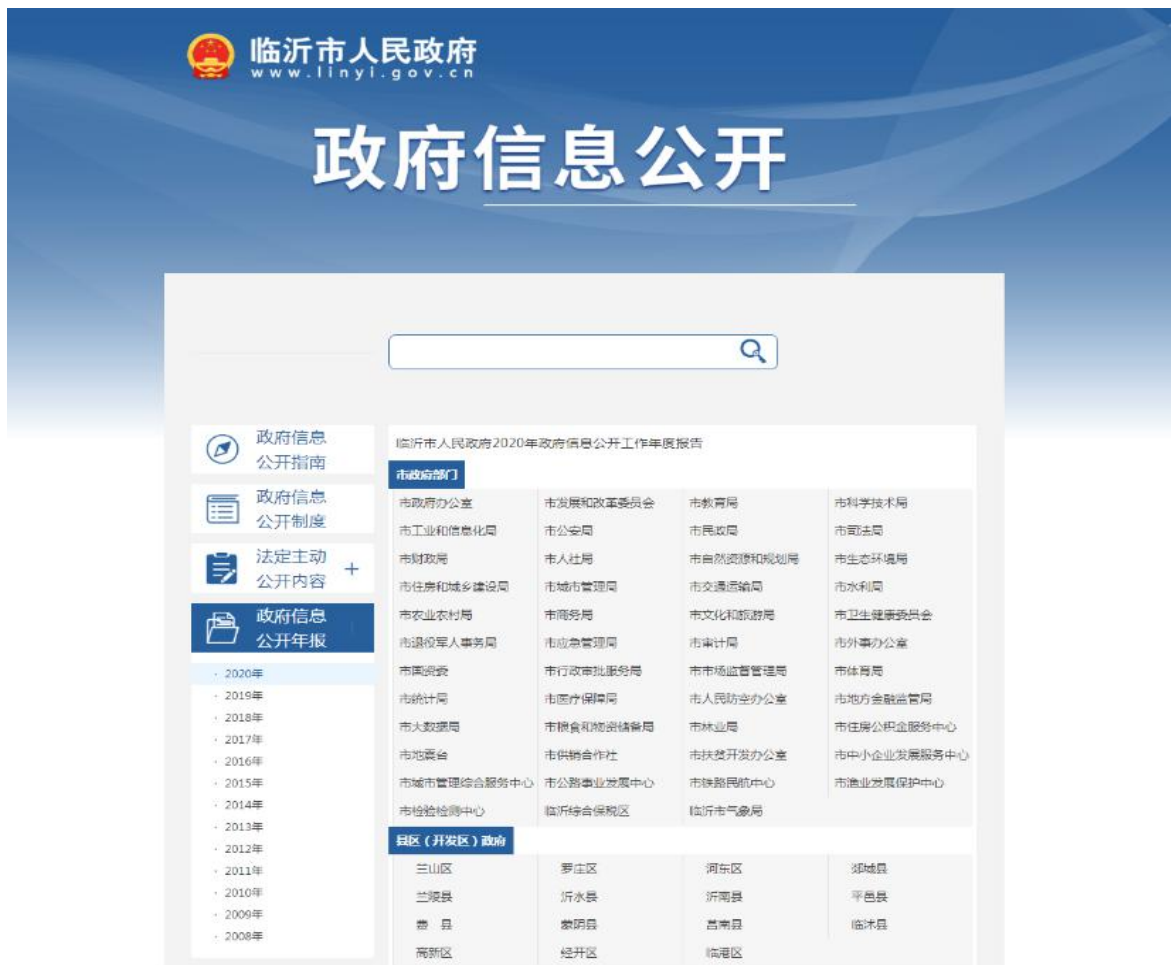 临沂市人民政府
www.linyi.gov.cn
政府信息公开
政府信息
公开指南
政府信息
公开制度
法定主动
公开内容
+
政府信息
公开年报
· 2020年
· 2019年
· 2018年
· 2017年
· 2016年
· 2015年
· 2014年
· 2013年
· 2012年
· 2011年
· 2010年
· 2009年
· 2008年
临沂市人民政府2020年政府信息公开工作年度报告
市政府部门
市政府办公室 市发展和改革委员会 市教育局 市科学技术局
市工业和信息化局 市公安局 市民政局 市司法局
市财政局 市人社局 市自然资源和规划局 市生态环境局
市住房和城乡建设局 市城市管理局 市交通运输局 市水利局
市农业农村局 市商务局 市文化和旅游局 市卫生健康委员会
市退役军人事务局 市应急管理局 市审计局 市外事办公室
市国资委 市行政审批服务局 市市场监督管理局 市体育局
市统计局 市医疗保障局 市人民防空办公室 市地方金融监管局
市大数据局 市粮食和物资储备局 市林业局 市住房公积金服务中心
市地震台 市供销合作社 市扶贫开发办公室 市中小企业发展服务中心
市城市管理综合服务中心 市公路事业发展中心 市铁路民航中心 市渔业发展保护中心
市检验检测中心 临沂综合保税区 临沂市气象局
县区（开发区）政府
兰山区 罗庄区 河东区 郯城县
兰陵县 沂水县 沂南县 平邑县
费 县 蒙阴县 莒南县 临沭县
高新区 经开区 临港区